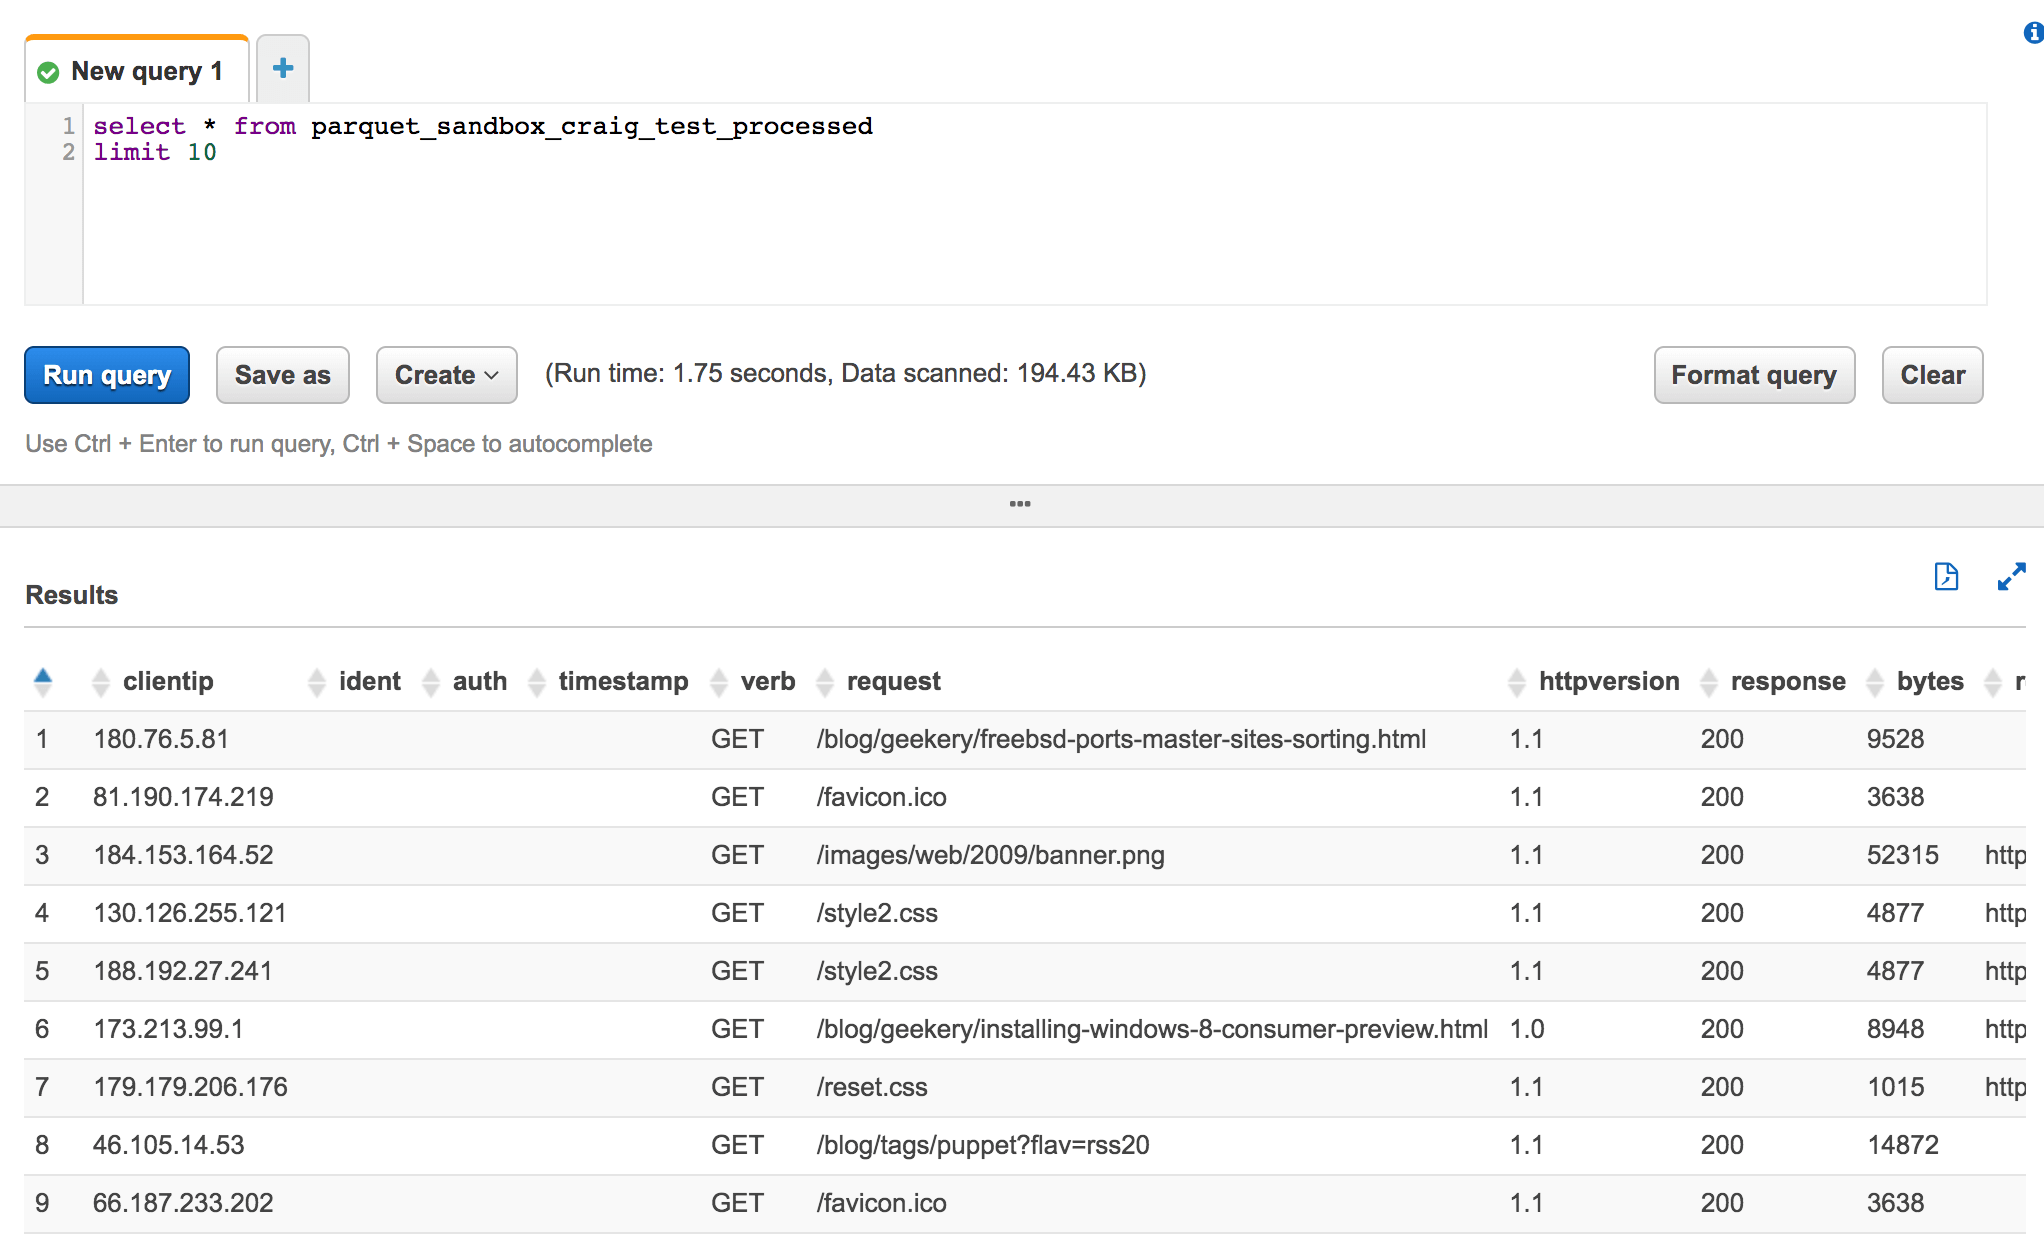 New query 1 +
1 select * from parquet_sandbox_craig_test_processed
2 limit 10
Run query Save as Create (Run time: 1.75 seconds, Data scanned: 194.43 KB) Format query Clear
Use Ctrl + Enter to run query, Ctrl + Space to autocomplete
Results
clientip ident auth timestamp verb request httpversion response bytes
1 180.76.5.81 GET /blog/geekery/freebsd-ports-master-sites-sorting.html 1.1 200 9528
2 81.190.174.219 GET /favicon.ico 1.1 200 3638
3 184.153.164.52 GET /images/web/2009/banner.png 1.1 200 52315 http
4 130.126.255.121 GET /style2.css 1.1 200 4877 http
5 188.192.27.241 GET /style2.css 1.1 200 4877 http
6 173.213.99.1 GET /blog/geekery/installing-windows-8-consumer-preview.html 1.0 200 8948 http
7 179.179.206.176 GET /reset.css 1.1 200 1015 http
8 46.105.14.53 GET /blog/tags/puppet?flav=rss20 1.1 200 14872
9 66.187.233.202 GET /favicon.ico 1.1 200 3638